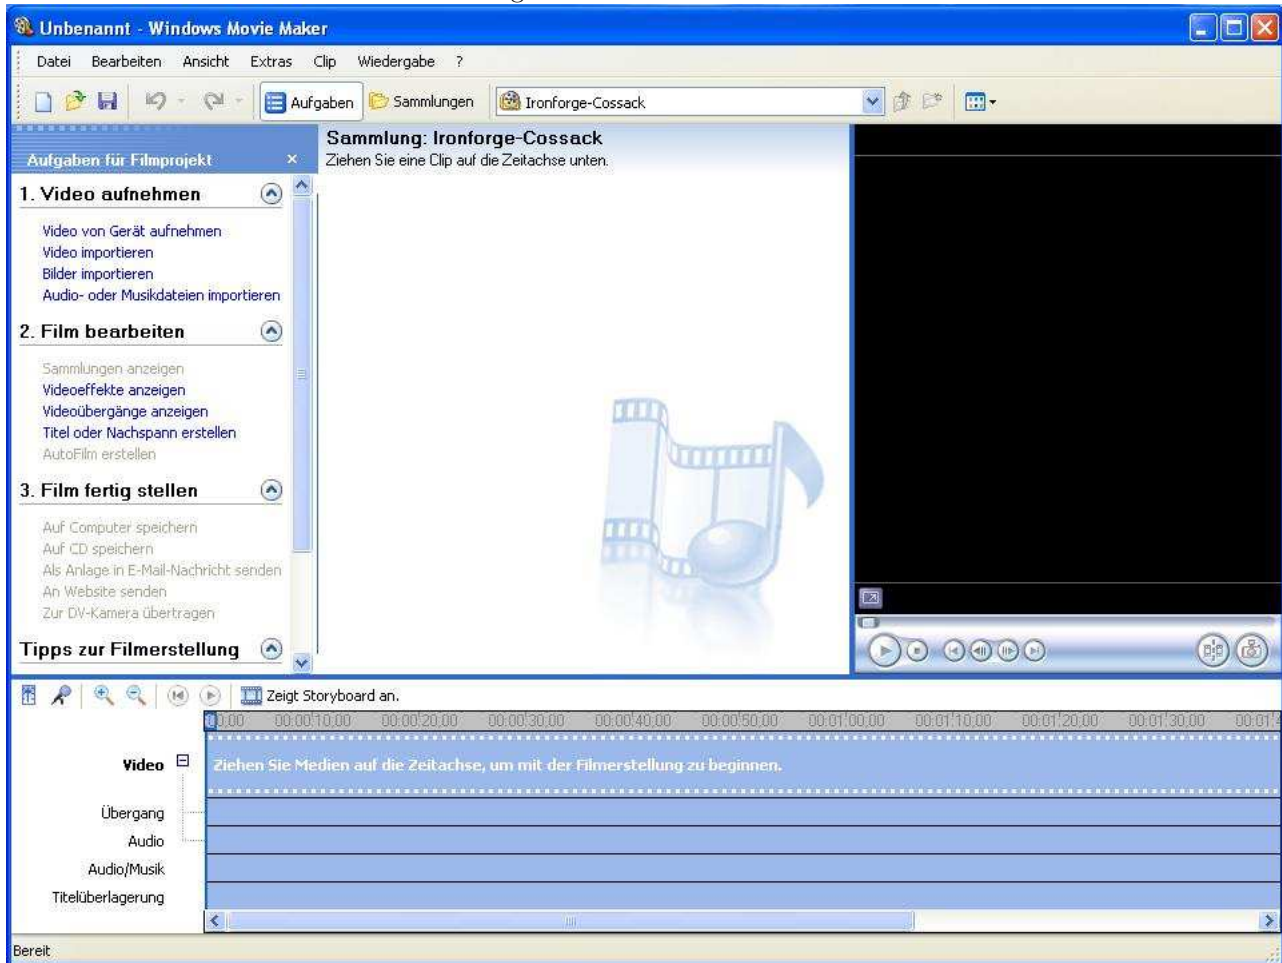 Unbenannt - Windows Movie Maker
Datei Bearbeiten Ansicht Extras Clip Wiedergabe ?
Aufgaben Sammlungen Ironforge-Cossack
Aufgaben für Filmprojekt
Sammlung: Ironforge-Cossack
Ziehen Sie eine Clip auf die Zeitachse unten.
1. Video aufnehmen
Video von Gerät aufnehmen
Video importieren
Bilder importieren
Audio- oder Musikdateien importieren
2. Film bearbeiten
Sammlungen anzeigen
Videoeffekte anzeigen
Videoübergänge anzeigen
Titel oder Nachspann erstellen
AutoFilm erstellen
3. Film fertig stellen
Auf Computer speichern
Auf CD speichern
Als Anlage in E-Mail-Nachricht senden
An Website senden
Zur DV-Kamera übertragen
Tipps zur Filmerstellung
Zeigt Storyboard an.
0,00 00:00:10,00 00:00:20,00 00:00:30,00 00:00:40,00 00:00:50,00 00:01:00,00 00:01:10,00 00:01:20,00 00:01:30,00 00:01:4
Video Ziehen Sie Medien auf die Zeitachse, um mit der Filmerstellung zu beginnen.
Übergang
Audio
Audio/Musik
Titelüberlagerung
Bereit